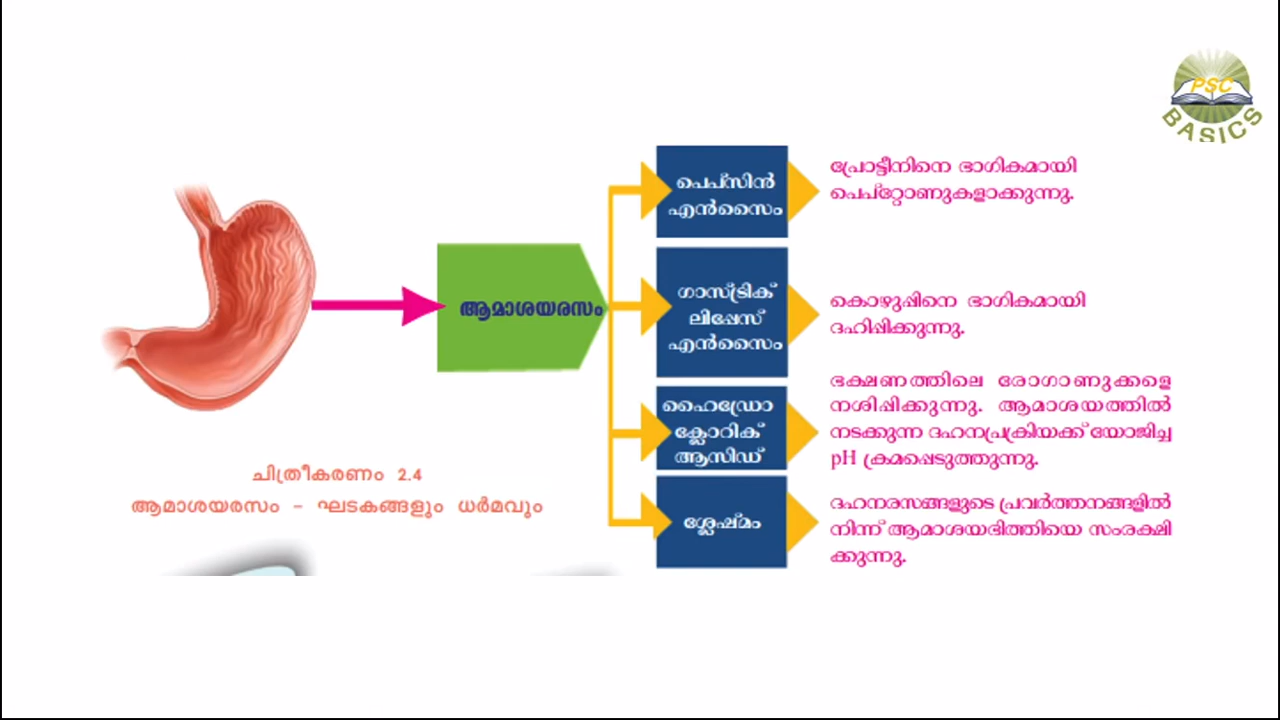 PSC
BASICS
പെപ്സിൻ
എൻസൈം
പ്രോട്ടീനിനെ ഭാഗികമായി
പെപ്റ്റോണുകളാക്കുന്നു.
ആമാശയരസം
ഗാസ്ട്രിക്
ലിപ്പേസ്
എൻസൈം
കൊഴുപ്പിനെ ഭാഗികമായി
ദഹിപ്പിക്കുന്നു.
ഹൈഡ്രോ
ക്ലോറിക്
ആസിഡ്
ഭക്ഷണത്തിലെ രോഗാണുക്കളെ
നശിപ്പിക്കുന്നു. ആമാശയത്തിൽ
നടക്കുന്ന ദഹനപ്രക്രിയക്ക് യോജിച്ച
pH ക്രമപ്പെടുത്തുന്നു.
ശ്ലേഷ്മം
ദഹനരസങ്ങളുടെ പ്രവർത്തനങ്ങളിൽ
നിന്ന് ആമാശയഭിത്തിയെ സംരക്ഷി
ക്കുന്നു.
ചിത്രീകരണം 2.4
ആമാശയരസം - ഘടകങ്ങളും ധർമവും